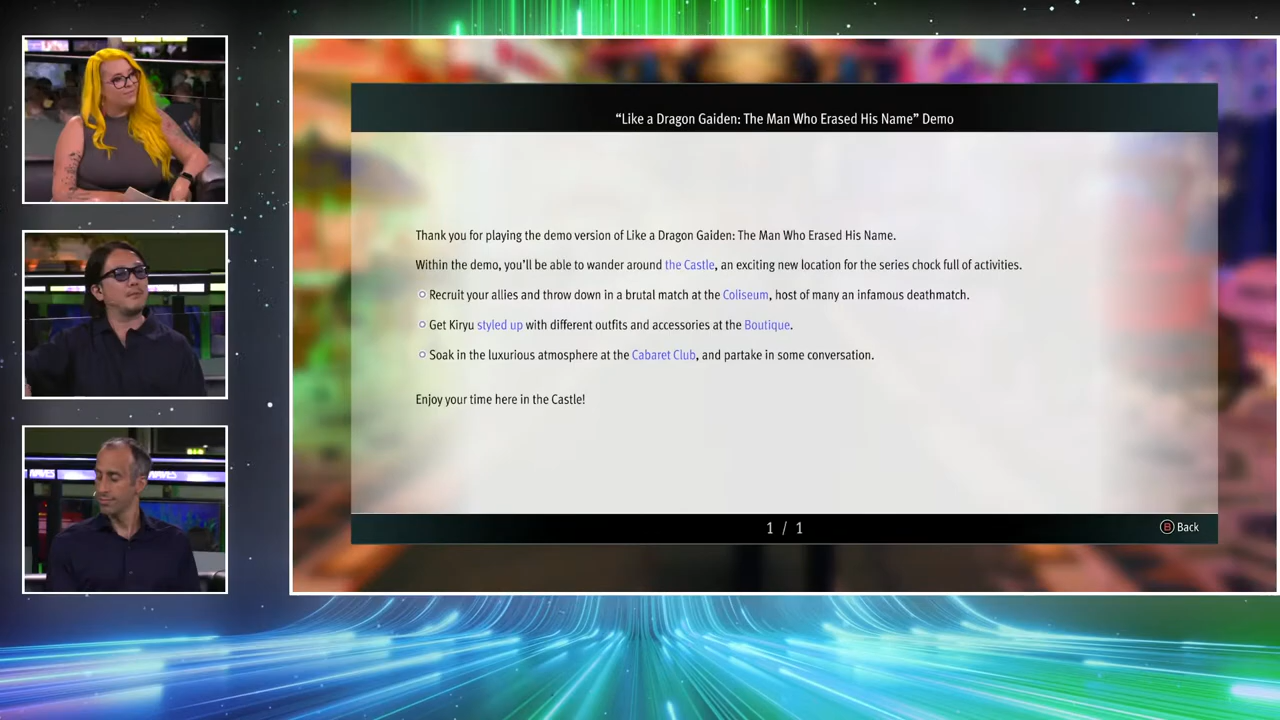 “Like a Dragon Gaiden: The Man Who Erased His Name” Demo
Thank you for playing the demo version of Like a Dragon Gaiden: The Man Who Erased His Name.
Within the demo, you’ll be able to wander around the Castle, an exciting new location for the series chock full of activities.
Recruit your allies and throw down in a brutal match at the Coliseum, host of many an infamous deathmatch.
Get Kiryu styled up with different outfits and accessories at the Boutique.
Soak in the luxurious atmosphere at the Cabaret Club, and partake in some conversation.
Enjoy your time here in the Castle!
1 / 1
B Back